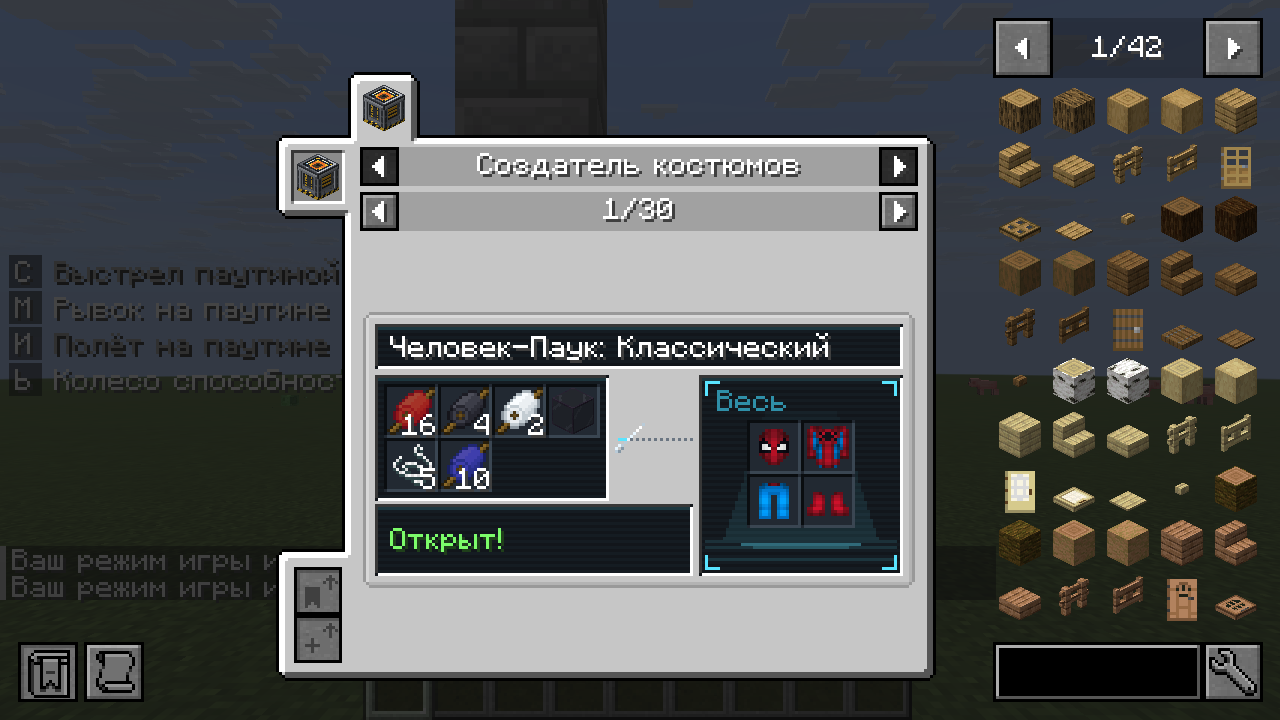 1/42
Создатель костюмов
1/30
С Выстрел паутиной
М Рывок на паутине
И Полёт на паутине
Ь Колесо способност
Человек-Паук: Классический
16 4 2
5 10
Весь
Открыт!
Ваш режим игры и
Ваш режим игры и